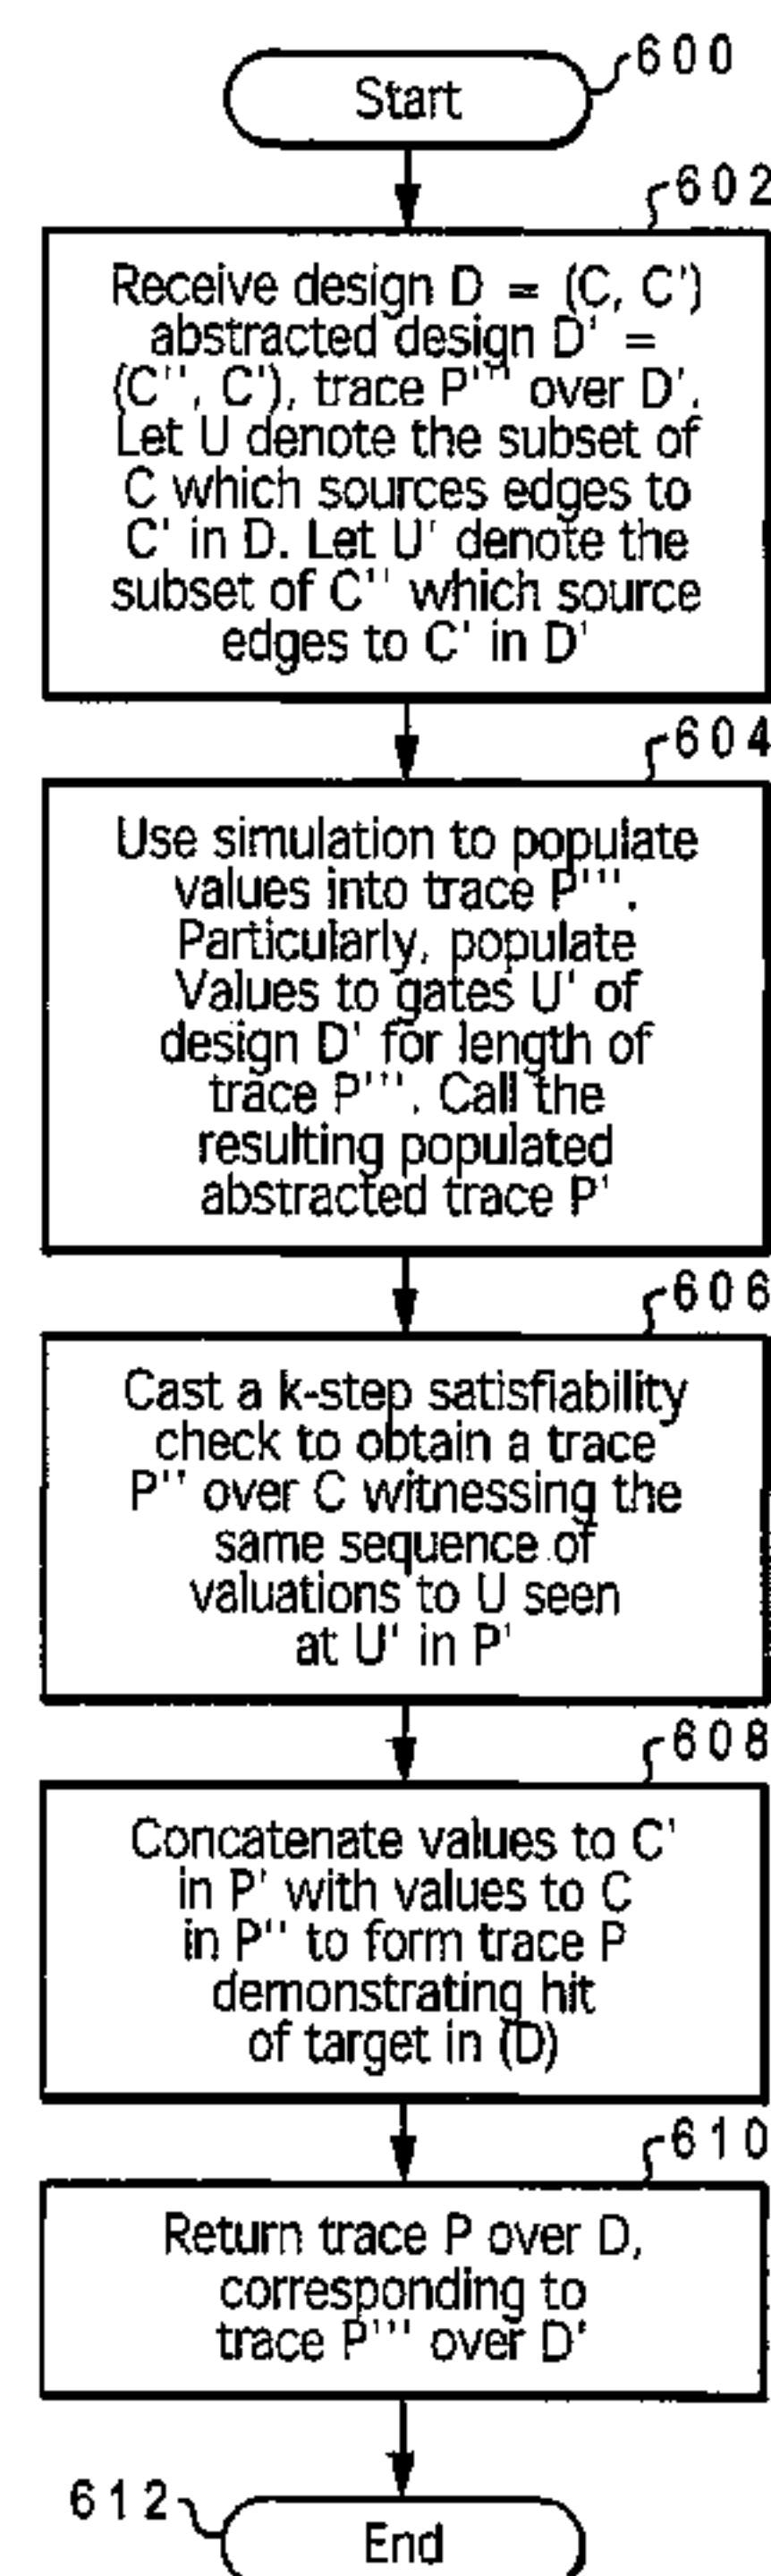 600
Start
602
Receive design D = (C, C')
abstracted design D' =
(C'', C'), trace P''' over D'.
Let U denote the subset of
C which sources edges to
C' in D. Let U' denote the
subset of C'' which source
edges to C' in D'
604
Use simulation to populate
values into trace P'''.
Particularly, populate
Values to gates U' of
design D' for length of
trace P'''. Call the
resulting populated
abstracted trace P'
606
Cast a k-step satisfiability
check to obtain a trace
P'' over C witnessing the
same sequence of
valuations to U seen
at U' in P'
608
Concatenate values to C'
in P' with values to C
in P'' to form trace P
demonstrating hit
of target in (D)
610
Return trace P over D,
corresponding to
trace P''' over D'
612
End